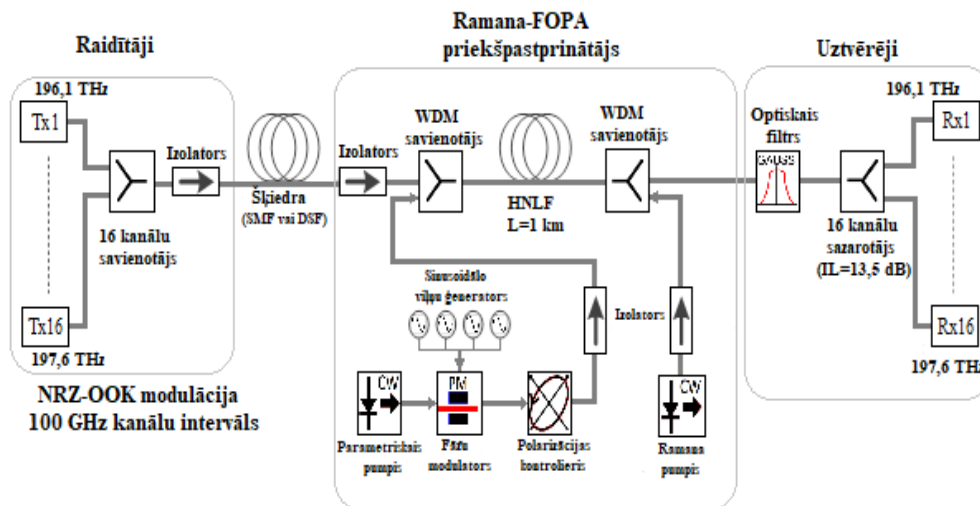 Raidītāji
Ramana-FOPA
priekšpastprinātājs
Uztvērēji
196,1 THz
Tx1
Izolators
Šķiedra
(SMF vai DSF)
16 kanālu
savienotājs
Tx16
197,6 THz
NRZ-OOK modulācija
100 GHz kanālu intervāls
Izolators
WDM
savienotājs
HNLF
L=1 km
WDM
savienotājs
Sinusoidālo
viļņu ģenerators
Izolators
CW
PM
CW
Parametriskais
pumpis
Fāžu
modulators
Polarizācijas
kontrolieris
Ramana
pumpis
Optiskais
filtrs
GAUSS
196,1 THz
Rx1
16 kanālu
sazarotājs
(IL=13,5 dB)
Rx16
197,6 THz